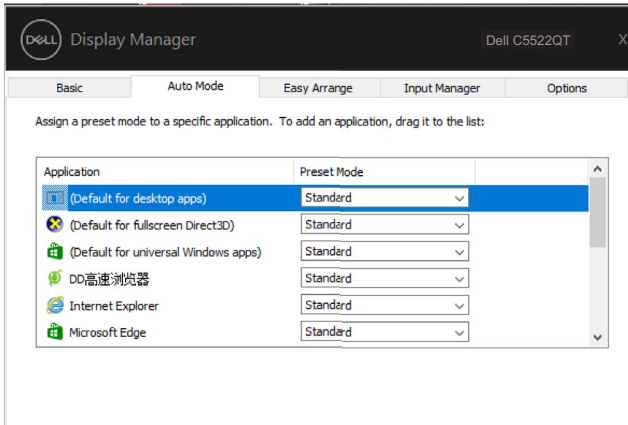 DELL Display Manager Dell C5522QT X
Basic Auto Mode Easy Arrange Input Manager Options
Assign a preset mode to a specific application. To add an application, drag it to the list:
Application Preset Mode
(Default for desktop apps) Standard
(Default for fullscreen Direct3D) Standard
(Default for universal Windows apps) Standard
DD高速浏览器 Standard
Internet Explorer Standard
Microsoft Edge Standard